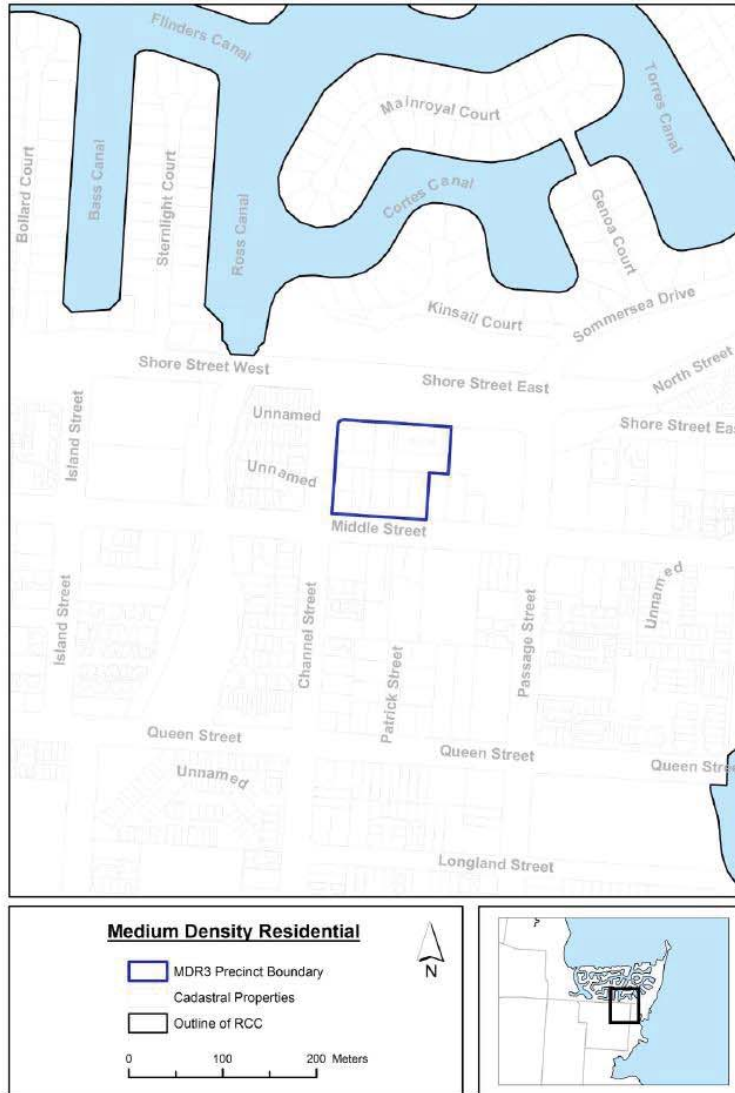 Flinders Canal
Mainroyal Court
Torres Canal
Bollard Court
Bass Canal
Sternlight Court
Ross Canal
Cortes Canal
Genoa Court
Kinsail Court
Sommersea Drive
Shore Street West
Shore Street East
North Street
Unnamed
Shore Street Eas
Island Street
Unnamed
Middle Street
Unnamed
Island Street
Channel Street
Passage Street
Patrick Street
Queen Street
Queen Street
Queen Stree
Unnamed
Longland Street
Medium Density Residential
MDR3 Precinct Boundary
Cadastral Properties
Outline of RCC
N
0 100 200 Meters